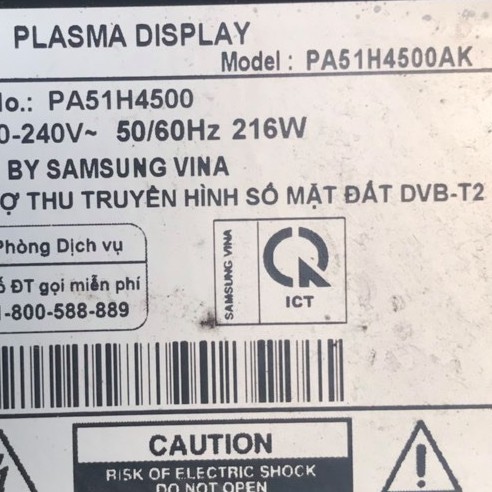 PLASMA DISPLAY
Model : PA51H4500AK
No.: PA51H4500
0-240V~ 50/60Hz 216W
BY SAMSUNG VINA
Ợ THU TRUYỀN HÌNH SỐ MẶT ĐẤT DVB-T2
Phòng Dịch vụ
ố ĐT gọi miễn phí
1-800-588-889
SAMSUNG VINA
ICT
CAUTION
RISK OF ELECTRIC SHOCK
DO NOT OPEN